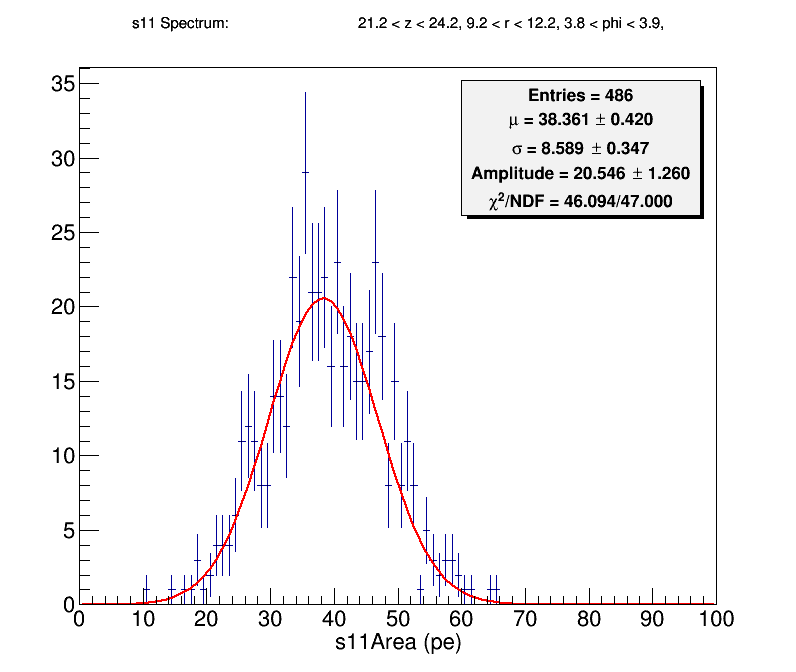 s11 Spectrum: 21.2 < z < 24.2, 9.2 < r < 12.2, 3.8 < phi < 3.9,
Entries = 486
μ = 38.361 ± 0.420
σ = 8.589 ± 0.347
Amplitude = 20.546 ± 1.260
χ²/NDF = 46.094/47.000
35
30
25
20
15
10
5
0
0 10 20 30 40 50 60 70 80 90 100
s11Area (pe)